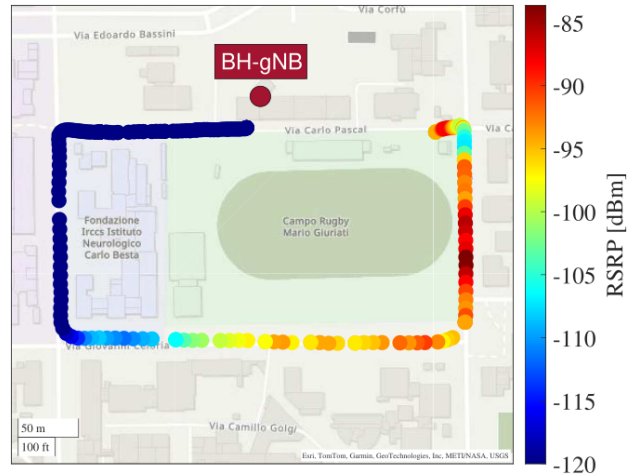 Via Corfù
Via Edoardo Bassini
BH-gNB
Via Carlo Pascal
Via Ca
Fondazione
Irccs Istituto
Neurologico
Carlo Besta
Campo Rugby
Mario Giuriati
Via Giovanni Celoria
Via Camillo Golgi
50 m
100 ft
Esri, TomTom, Garmin, GeoTechnologies, Inc, METI/NASA, USGS
-85
-90
-95
-100
-105
-110
-115
-120
RSRP [dBm]